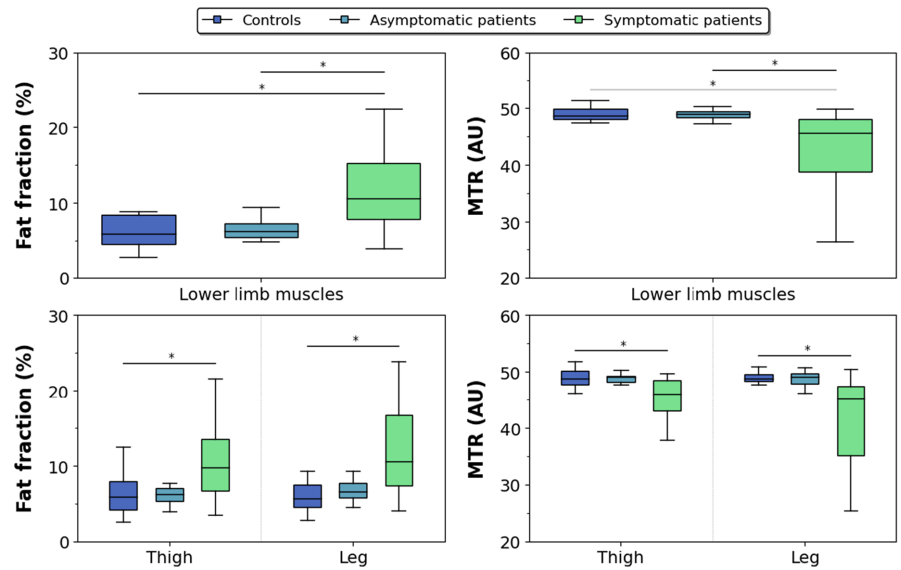 Controls Asymptomatic patients Symptomatic patients
Fat fraction (%)
30
20
10
0
*
*
Lower limb muscles
MTR (AU)
60
50
40
30
20
*
*
Lower limb muscles
Fat fraction (%)
30
20
10
0
*
*
Thigh Leg
MTR (AU)
60
50
40
30
20
*
*
Thigh Leg